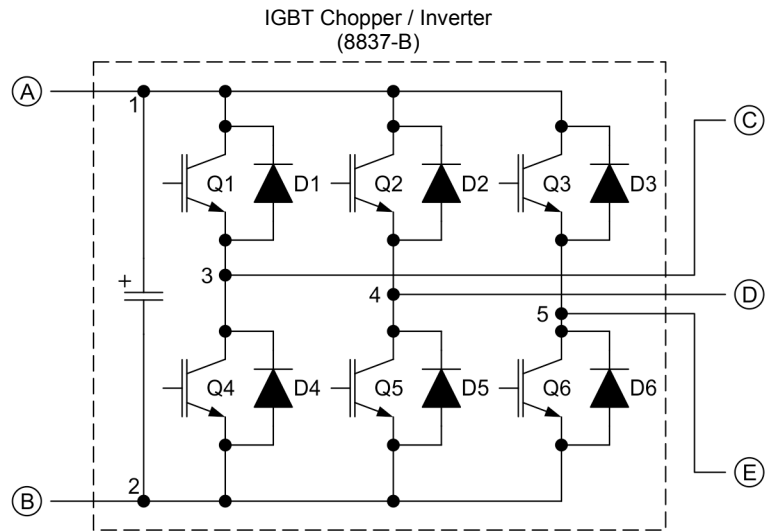 IGBT Chopper / Inverter
(8837-B)
A
1
C
Q1 D1 Q2 D2 Q3 D3
3
+
4
D
5
Q4 D4 Q5 D5 Q6 D6
E
2
B